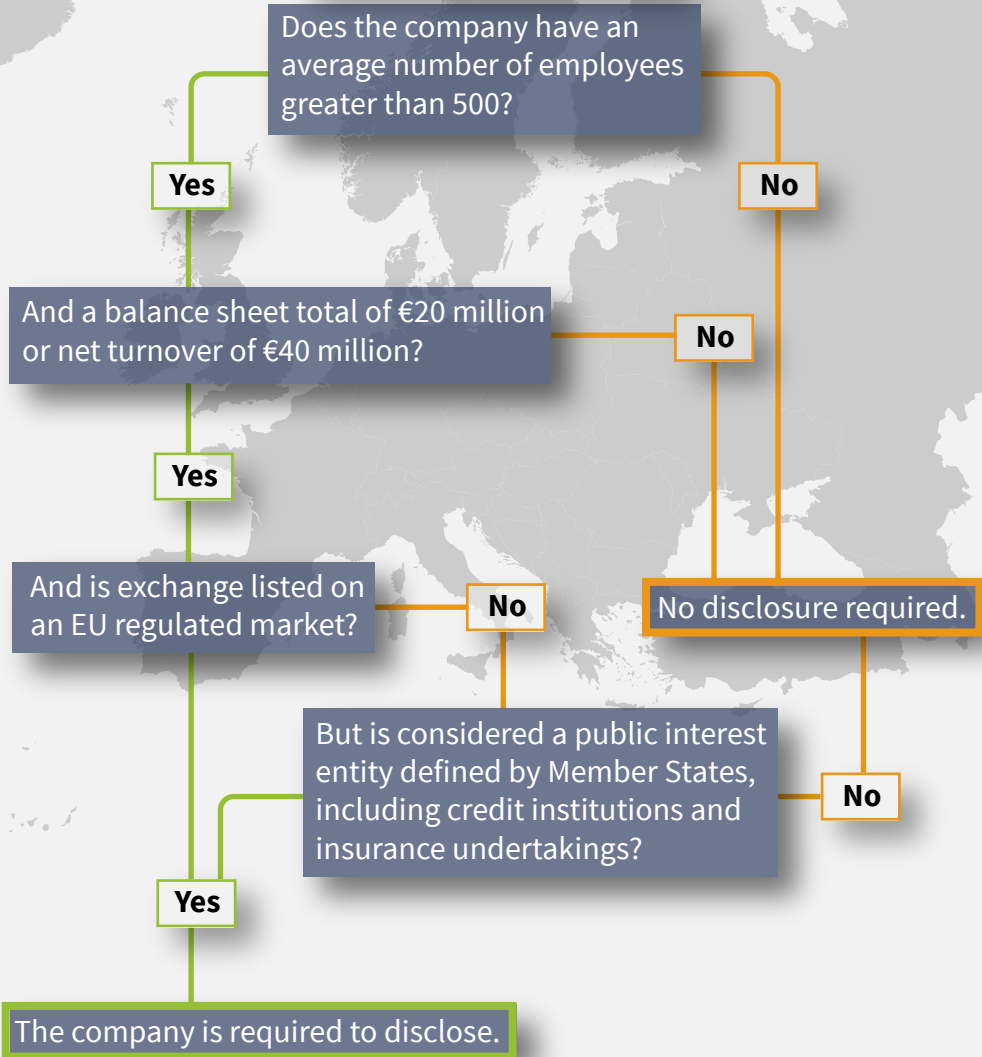 Does the company have an
average number of employees
greater than 500?
Yes
No
And a balance sheet total of €20 million
or net turnover of €40 million?
No
Yes
And is exchange listed on
an EU regulated market?
No
No disclosure required.
But is considered a public interest
entity defined by Member States,
including credit institutions and
insurance undertakings?
No
Yes
The company is required to disclose.